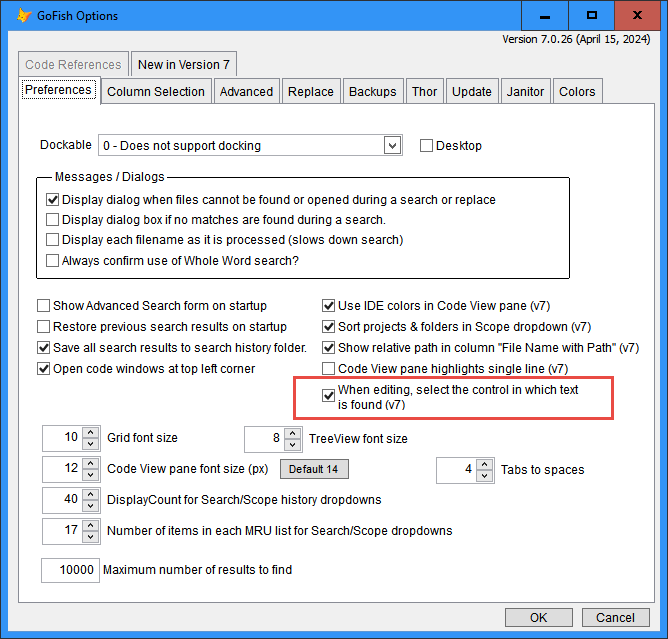 GoFish Options
Version 7.0.26 (April 15, 2024)
Code References New in Version 7
Preferences Column Selection Advanced Replace Backups Thor Update Janitor Colors
Dockable 0 - Does not support docking Desktop
Messages / Dialogs
Display dialog when files cannot be found or opened during a search or replace
Display dialog box if no matches are found during a search.
Display each filename as it is processed (slows down search)
Always confirm use of Whole Word search?
Show Advanced Search form on startup
Restore previous search results on startup
Save all search results to search history folder.
Open code windows at top left corner
Use IDE colors in Code View pane (v7)
Sort projects & folders in Scope dropdown (v7)
Show relative path in column "File Name with Path" (v7)
Code View pane highlights single line (v7)
When editing, select the control in which text
is found (v7)
10 Grid font size 8 TreeView font size
12 Code View pane font size (px) Default 14 4 Tabs to spaces
40 DisplayCount for Search/Scope history dropdowns
17 Number of items in each MRU list for Search/Scope dropdowns
10000 Maximum number of results to find
OK Cancel